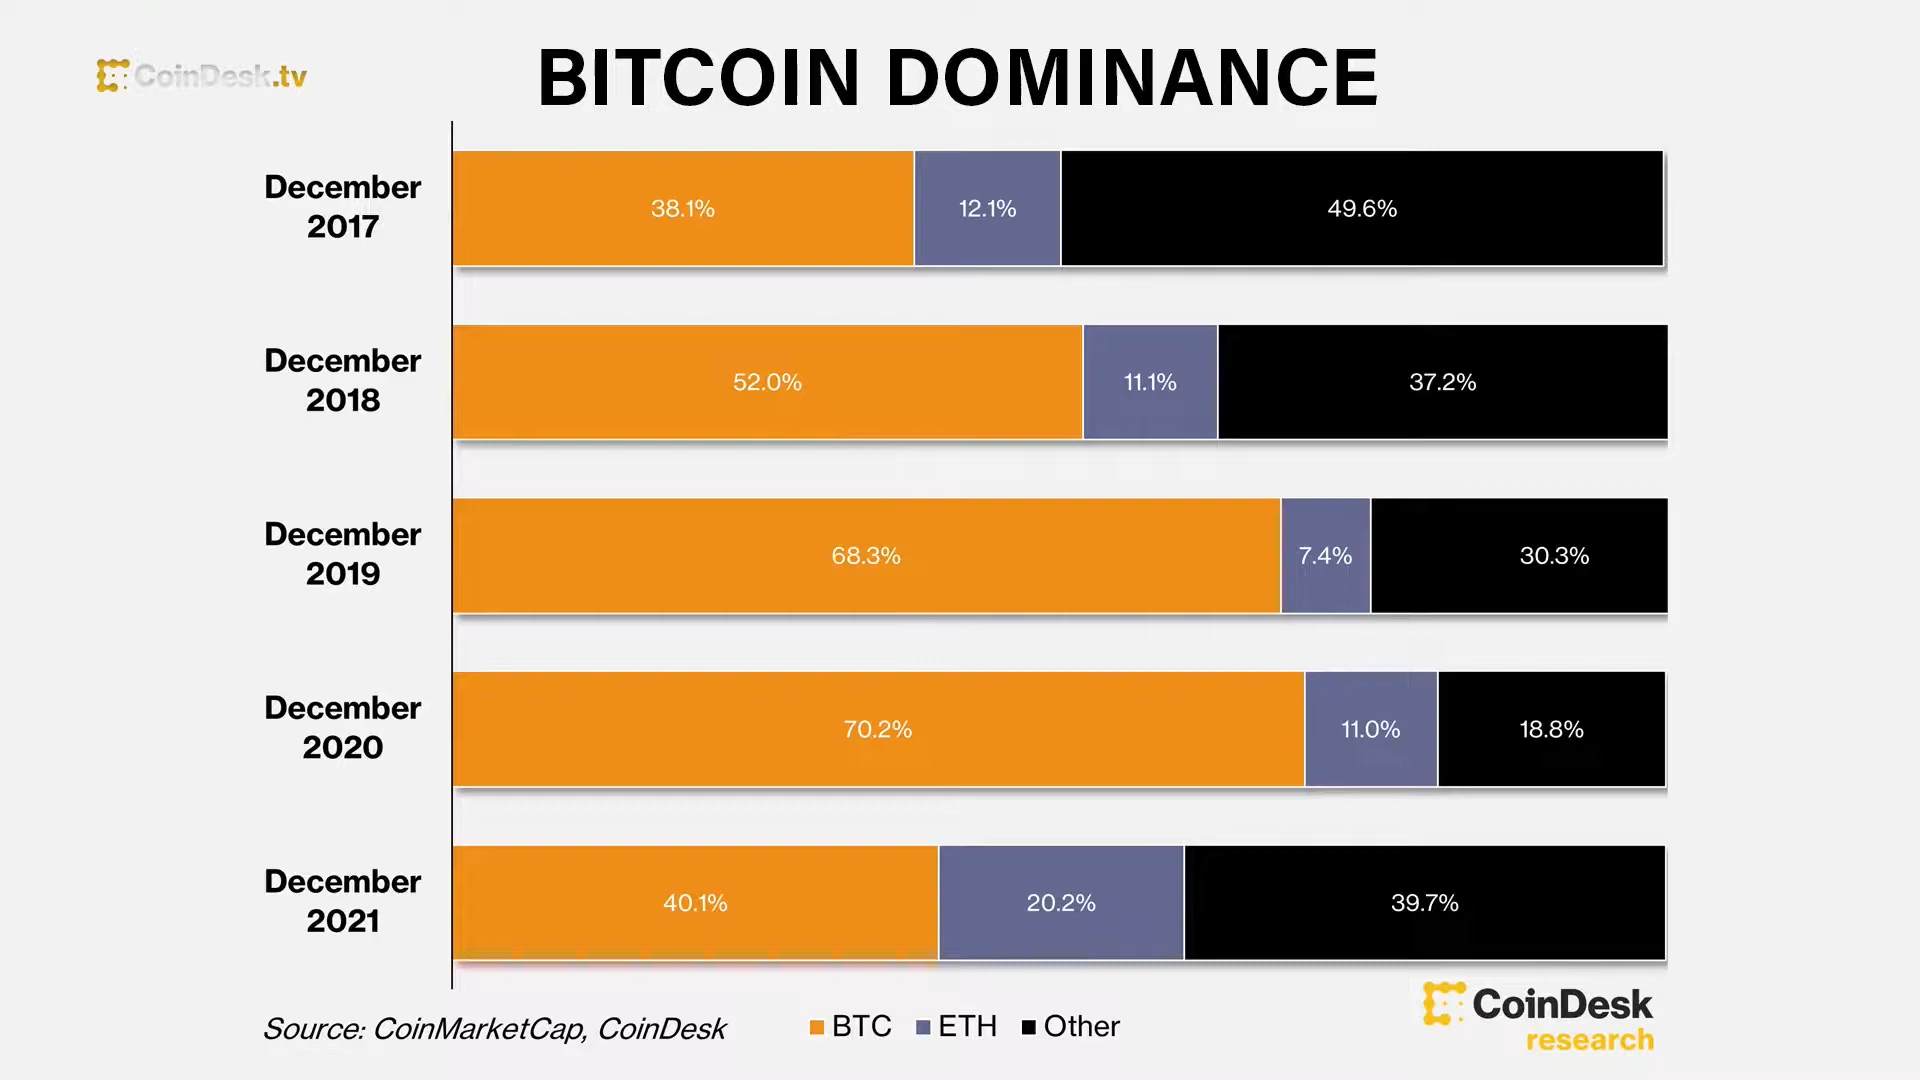 CoinDesk.tv
BITCOIN DOMINANCE
December
2017
38.1%
12.1%
49.6%
December
2018
52.0%
11.1%
37.2%
December
2019
68.3%
7.4%
30.3%
December
2020
70.2%
11.0%
18.8%
December
2021
40.1%
20.2%
39.7%
Source: CoinMarketCap, CoinDesk
BTC
ETH
Other
CoinDesk
research